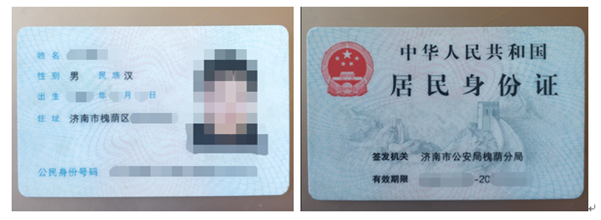 姓名
性别 男 民族 汉
出生 年 月 日
住址 济南市槐荫区
公民身份号码
中华人民共和国
居民身份证
签发机关 济南市公安局槐荫分局
有效期限 -20